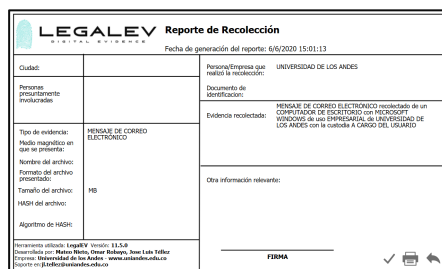 LEGALEV
DIGITAL EVIDENCE
Reporte de Recolección
Fecha de generación del reporte: 6/6/2020 15:01:13
Ciudad:
Personas
presuntamente
involucradas
Persona/Empresa que
realizó la recolección:
UNIVERSIDAD DE LOS ANDES
Documento de
identificacion:
Evidencia recolectada:
MENSAJE DE CORREO ELECTRÓNICO recolectado de un
COMPUTADOR DE ESCRITORIO con MICROSOFT
WINDOWS de uso EMPRESARIAL de UNIVERSIDAD DE
LOS ANDES con la custodia A CARGO DEL USUARIO
Tipo de evidencia:
MENSAJE DE CORREO
ELECTRÓNICO
Medio magnético en
que se presenta:
Nombre del archivo:
Formato del archivo
presentado:
Tamaño del archivo:
MB
HASH del archivo:
Algoritmo de HASH:
Otra información relevante:
Herramienta utilizada: LegalEV Versión: 11.5.0
Desarrollada por: Mateo Nieto, Omar Robayo, Jose Luis Téllez
Empresa: Universidad de los Andes - www.uniandes.edu.co
Soporte en:jl.tellez@uniandes.edu.co
FIRMA